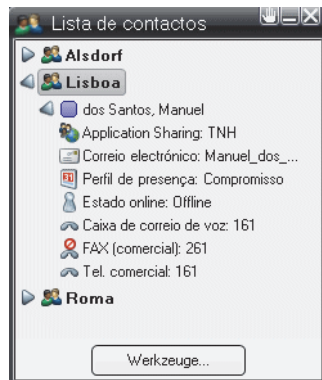 Lista de contactos
Alsdorf
Lisboa
dos Santos, Manuel
Application Sharing: TNH
Correio electrónico: Manuel_dos_...
Perfil de presença: Compromisso
Estado online: Offline
Caixa de correio de voz: 161
FAX (comercial): 261
Tel. comercial: 161
Roma
Werkzeuge...